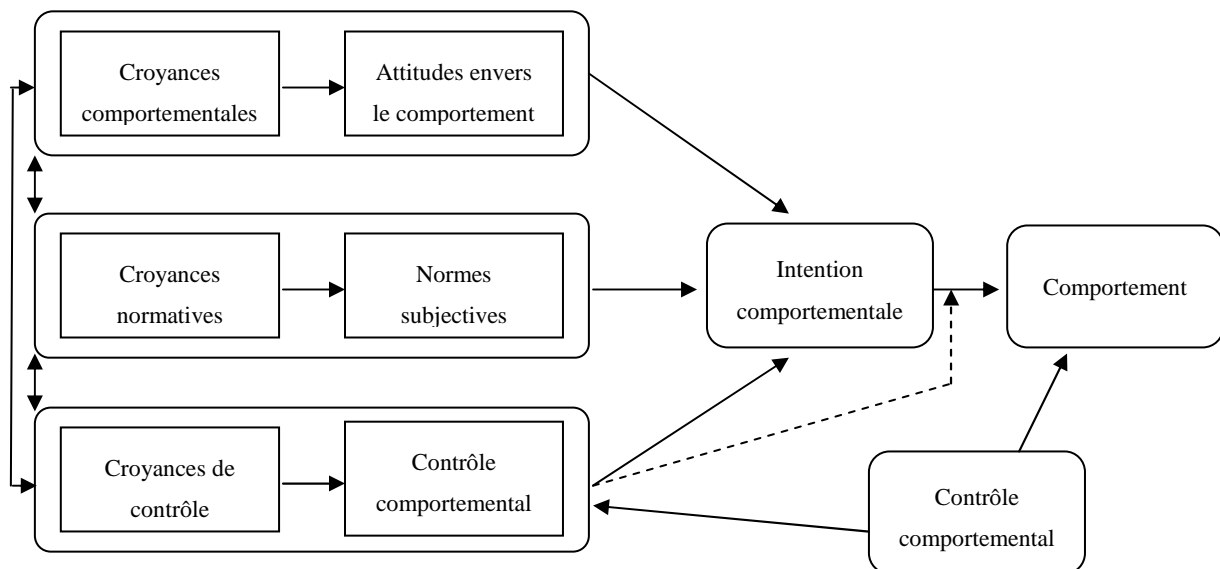 Croyances
comportementales
Attitudes envers
le comportement
Croyances
normatives
Normes
subjectives
Intention
comportementale
Comportement
Croyances de
contrôle
Contrôle
comportemental
Contrôle
comportemental